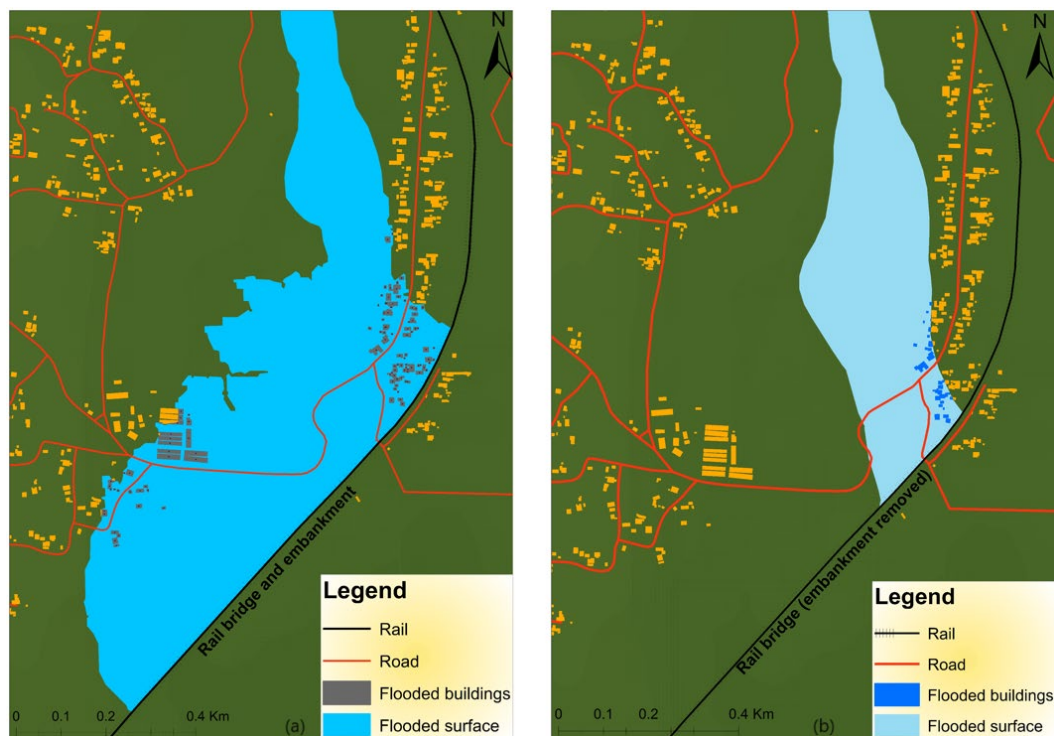 N
Rail bridge and embankment
Legend
Rail
Road
Flooded buildings
Flooded surface
0 0.1 0.2 0.4 Km
(a)
N
Rail bridge (embankment removed)
Legend
Rail
Road
Flooded buildings
Flooded surface
0 0.1 0.2 0.4 Km
(b)